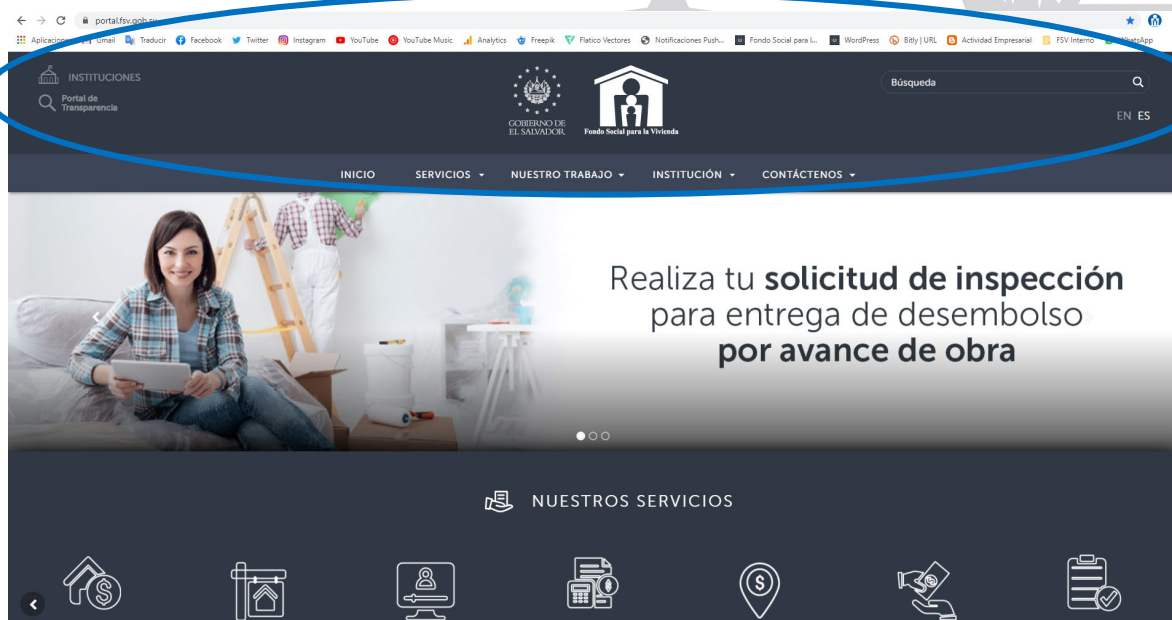 portal.fsv.gob.sv
Aplicaciones Gmail Traducir Facebook Twitter Instagram YouTube YouTube Music Analytics Freepik Flatico Vectores Notificaciones Push... Fondo Social para l... WordPress Bitly | URL Actividad Empresarial FSV Interno WhatsApp
INSTITUCIONES
Portal de
Transparencia
GOBIERNO DE
EL SALVADOR
Fondo Social para la Vivienda
Búsqueda
EN ES
INICIO SERVICIOS NUESTRO TRABAJO INSTITUCIÓN CONTÁCTENOS
Realiza tu solicitud de inspección
para entrega de desembolso
por avance de obra
NUESTROS SERVICIOS